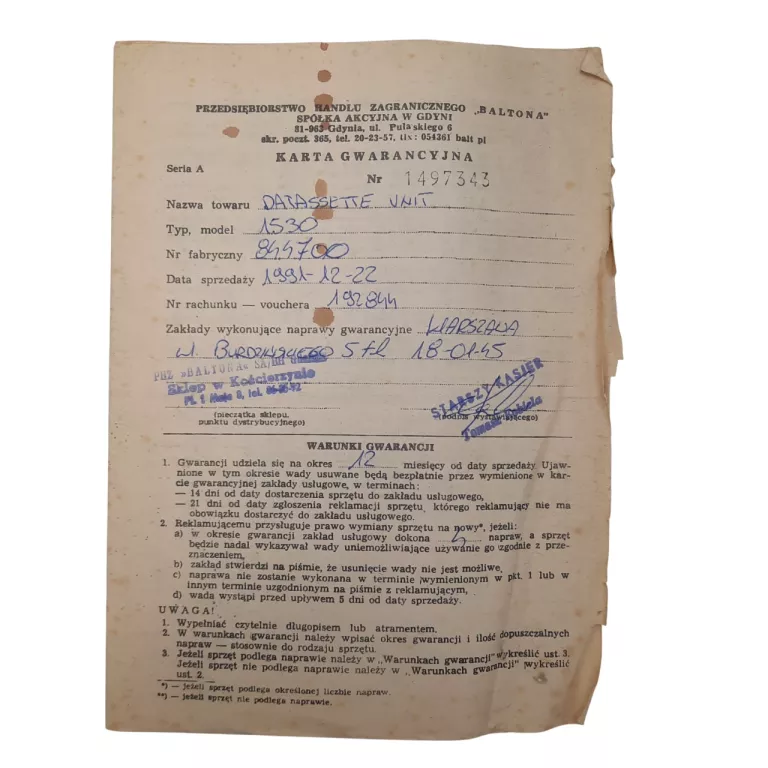 PRZEDSIĘBIORSTWO HANDLU ZAGRANICZNEGO „BALTONA"
SPÓŁKA AKCYJNA W GDYNI
81-963 Gdynia, ul. Pułaskiego 6
skr. poczt. 365, tel. 20-23-57, tlx: 054361 balt pl
KARTA GWARANCYJNA
Seria A
Nr 1497343
Nazwa towaru DATASSETTE UNIT
Typ, model 1530
Nr fabryczny 844700
Data sprzedaży 1991-12-22
Nr rachunku — vouchera 192844
Zakłady wykonujące naprawy gwarancyjne WARSZAWA
ul. 5 18-01-45
PHZ »BALTONA« SA
Sklep w Kościerzynie
Pl. 1 Maja 8, tel.
STARSZY KASJER
Tomasz
(pieczątka sklepu,
punktu dystrybucyjnego)
(podpis wystawiającego)
WARUNKI GWARANCJI
1. Gwarancji udziela się na okres 12 miesięcy od daty sprzedaży. Ujaw-
nione w tym okresie wady usuwane będą bezpłatnie przez wymienione w kar-
cie gwarancyjnej zakłady usługowe, w terminach:
— 14 dni od daty dostarczenia sprzętu do zakładu usługowego,
— 21 dni od daty zgłoszenia reklamacji sprzętu, którego reklamujący nie ma
obowiązku dostarczyć do zakładu usługowego.
2. Reklamującemu przysługuje prawo wymiany sprzętu na nowy*, jeżeli:
a) w okresie gwarancji zakład usługowy dokona napraw, a sprzęt
będzie nadal wykazywał wady uniemożliwiające używanie go zgodnie z prze-
znaczeniem,
b) zakład stwierdzi na piśmie, że usunięcie wady nie jest możliwe,
c) naprawa nie zostanie wykonana w terminie wymienionym w pkt. 1 lub w
innym terminie uzgodnionym na piśmie z reklamującym,
d) wada wystąpi przed upływem 5 dni od daty sprzedaży.
UWAGA!
1. Wypełniać czytelnie długopisem lub atramentem.
2. W warunkach gwarancji należy wpisać okres gwarancji i ilość dopuszczalnych
napraw — stosownie do rodzaju sprzętu.
3. Jeżeli sprzęt podlega naprawie należy w „Warunkach gwarancji" wykreślić ust. 3.
Jeżeli sprzęt nie podlega naprawie należy w „Warunkach gwarancji" wykreślić
ust. 2.
*) — jeżeli sprzęt podlega określonej liczbie napraw.
**) — jeżeli sprzęt nie podlega naprawie.